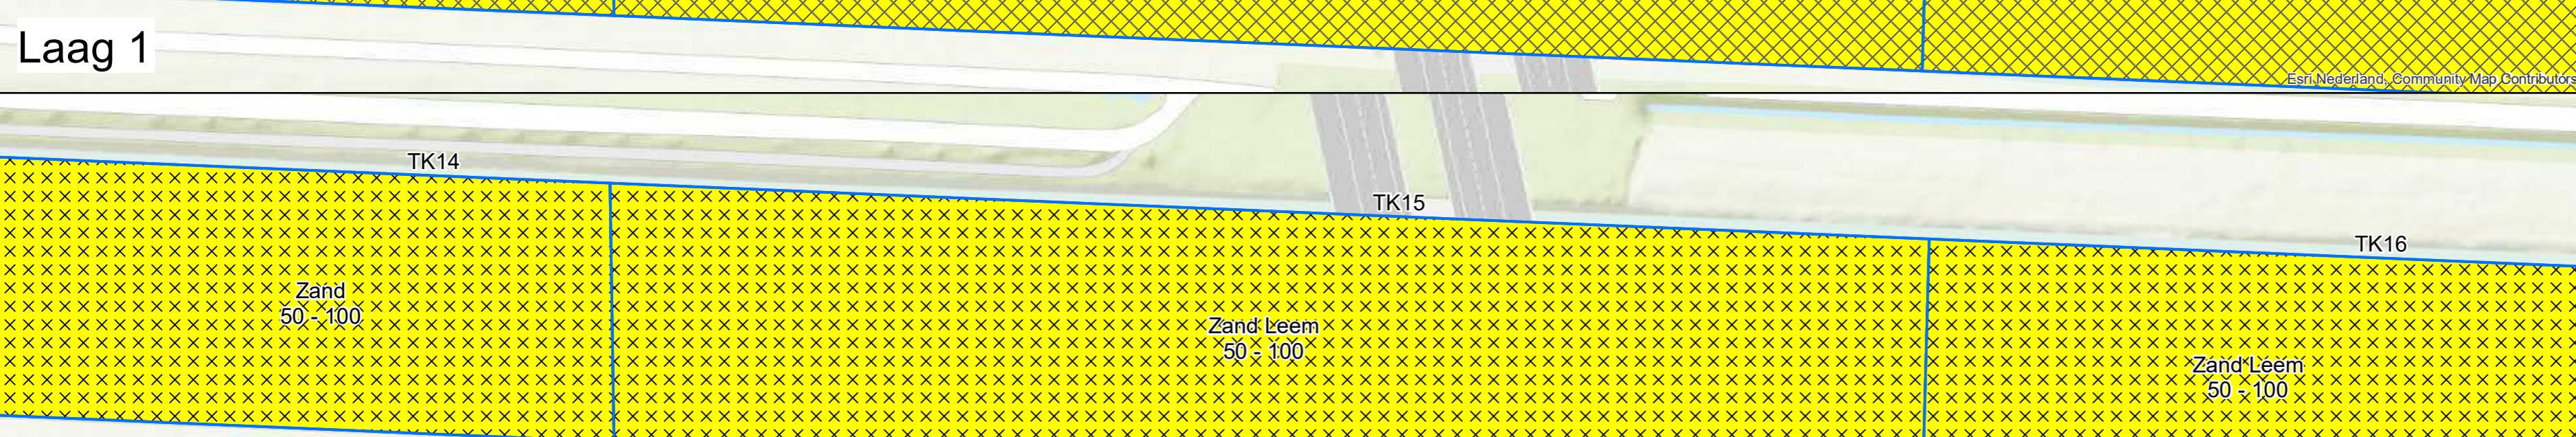 Laag 1
Esri Nederland, Community Map Contributors
TK14
TK15
TK16
Zand
50 - 100
Zand Leem
50 - 100
Zand Leem
50 - 100